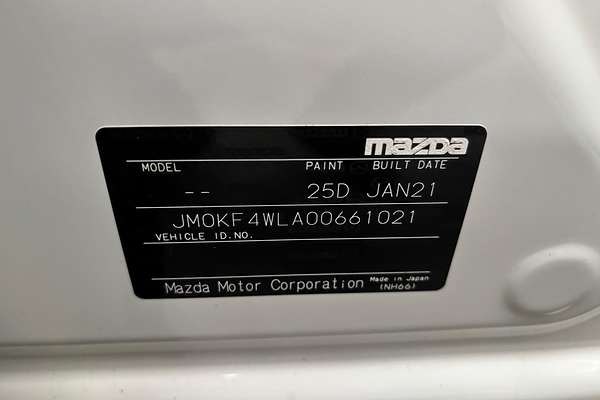 mazda
MODEL PAINT BUILT DATE
-- 25D JAN21
JM0KF4WLA00661021
VEHICLE ID.NO.
Mazda Motor Corporation Made in Japan (NH66)